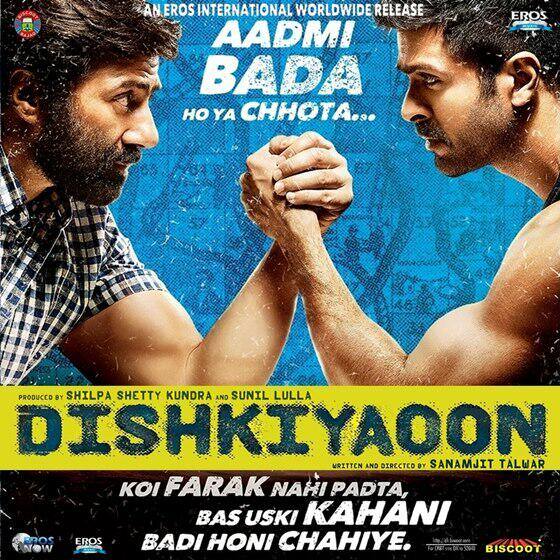 AN EROS INTERNATIONAL WORLDWIDE RELEASE
EROS
INTERNATIONAL
AADMI
BADA
HO YA CHHOTA...
PRODUCED BY SHILPA SHETTY KUNDRA AND SUNIL LULLA
DISHKIYAOON
WRITTEN AND DIRECTED BY SANAMJIT TALWAR
KOI FARAK NAHI PADTA,
BAS USKI KAHANI
BADI HONI CHAHIYE.
EROS
NOW
EROS
BISCOOT